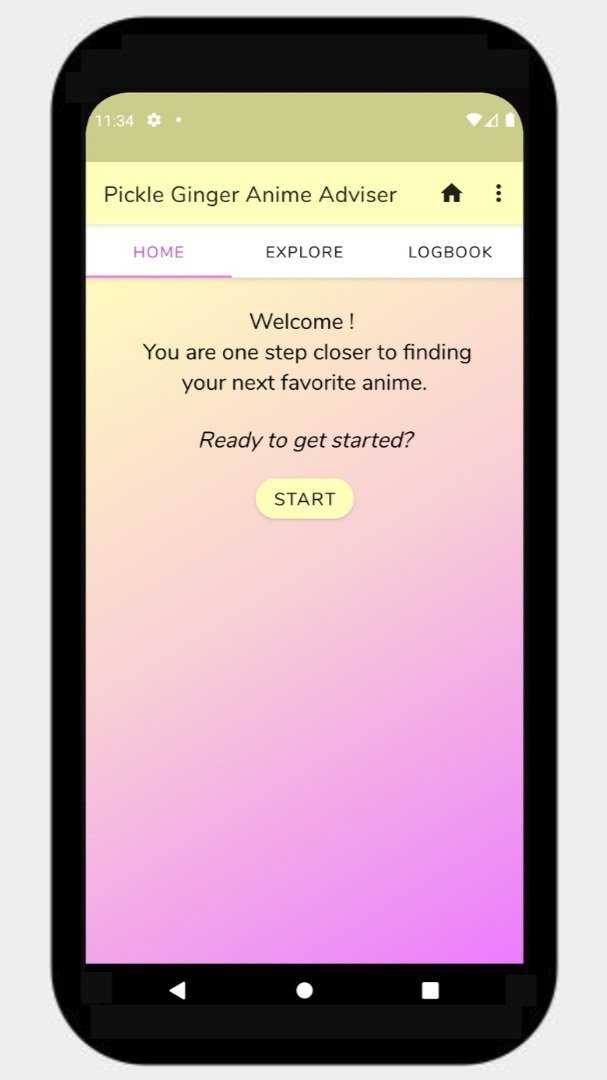 11:34
Pickle Ginger Anime Adviser
HOME EXPLORE LOGBOOK
Welcome !
You are one step closer to finding
your next favorite anime.
Ready to get started?
START